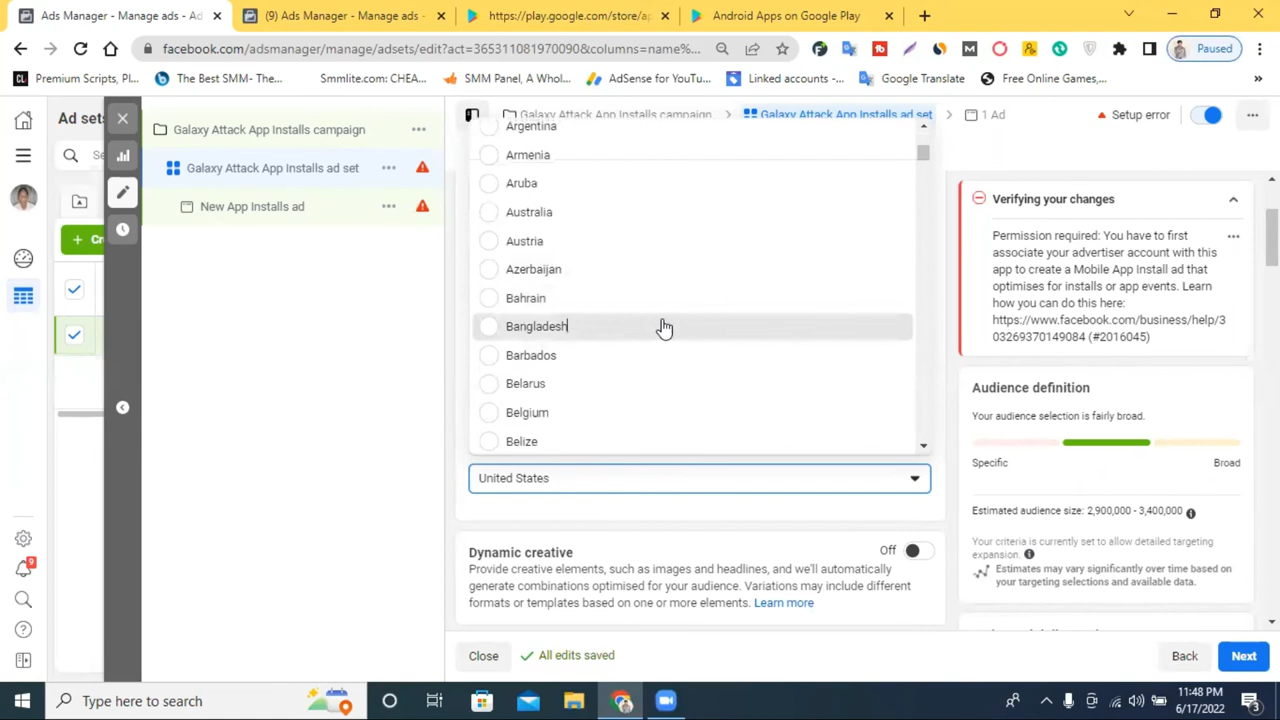 Ads Manager - Manage ads - Ad
(9) Ads Manager - Manage ads -
https://play.google.com/store/ap
Android Apps on Google Play
facebook.com/adsmanager/manage/adsets/edit?act=365311081970090&columns=name%...
Paused
Premium Scripts, Pl...
The Best SMM- The...
Smmlite.com: CHEA...
SMM Panel, A Whol...
AdSense for YouTu...
Linked accounts -...
Google Translate
Free Online Games,...
»
Ad sets
Galaxy Attack App Installs campaign
Galaxy Attack App Installs ad set
New App Installs ad
Galaxy Attack App Installs campaign
Galaxy Attack App Installs ad set
1 Ad
Setup error
Argentina
Armenia
Aruba
Australia
Austria
Azerbaijan
Bahrain
Bangladesh
Barbados
Belarus
Belgium
Belize
United States
Dynamic creative
Off
Provide creative elements, such as images and headlines, and we'll automatically
generate combinations optimised for your audience. Variations may include different
formats or templates based on one or more elements. Learn more
Verifying your changes
Permission required: You have to first
associate your advertiser account with this
app to create a Mobile App Install ad that
optimises for installs or app events. Learn
how you can do this here:
https://www.facebook.com/business/help/3
03269370149084 (#2016045)
Audience definition
Your audience selection is fairly broad.
Specific
Broad
Estimated audience size: 2,900,000 - 3,400,000
Your criteria is currently set to allow detailed targeting
expansion.
Estimates may vary significantly over time based on
your targeting selections and available data.
Close
All edits saved
Back
Next
9
Type here to search
11:48 PM
6/17/2022
3